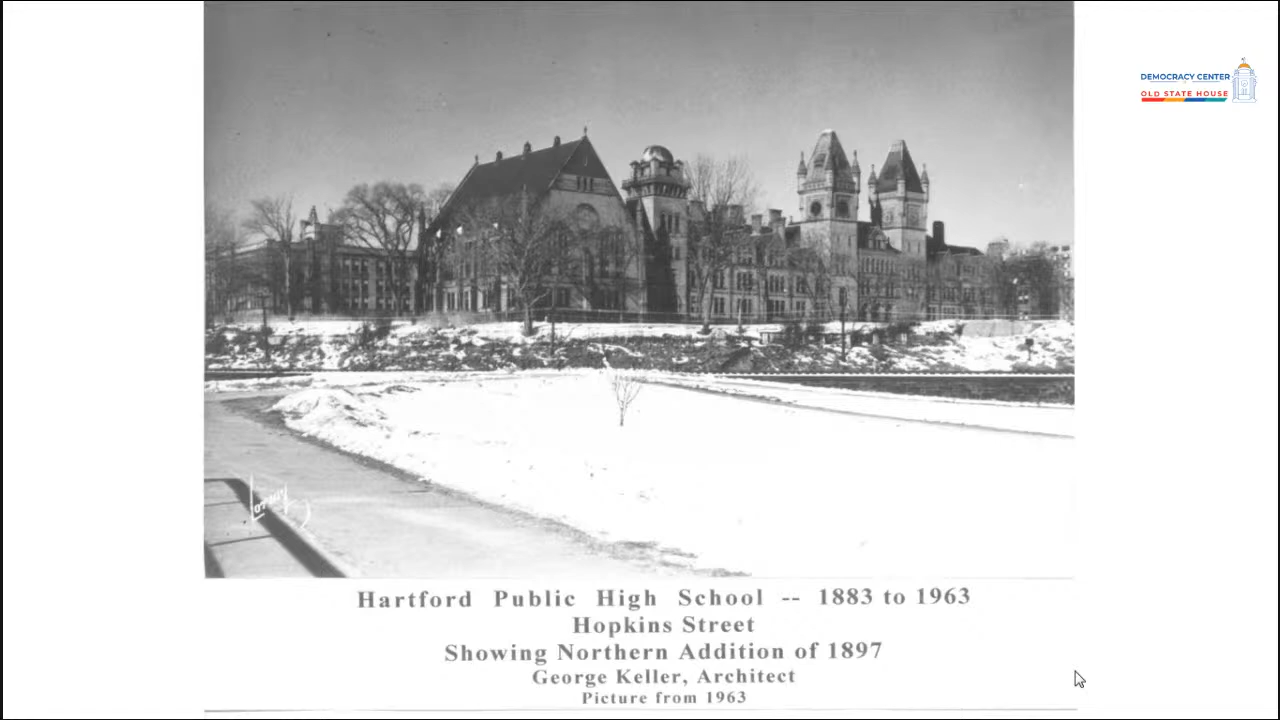 DEMOCRACY CENTER
OLD STATE HOUSE
Hartford Public High School -- 1883 to 1963
Hopkins Street
Showing Northern Addition of 1897
George Keller, Architect
Picture from 1963